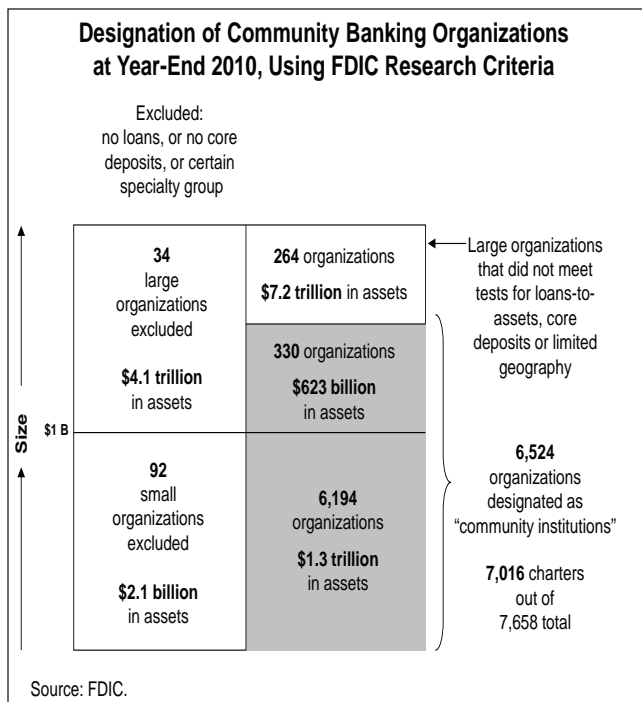 Designation of Community Banking Organizations
at Year-End 2010, Using FDIC Research Criteria
Excluded:
no loans, or no core
deposits, or certain
specialty group
34
large
organizations
excluded
$4.1 trillion
in assets
264 organizations
$7.2 trillion in assets
Large organizations
that did not meet
tests for loans-to-
assets, core
deposits or limited
geography
330 organizations
$623 billion
in assets
Size
$1 B
92
small
organizations
excluded
$2.1 billion
in assets
6,194
organizations
$1.3 trillion
in assets
6,524
organizations
designated as
“community institutions”
7,016 charters
out of
7,658 total
Source: FDIC.